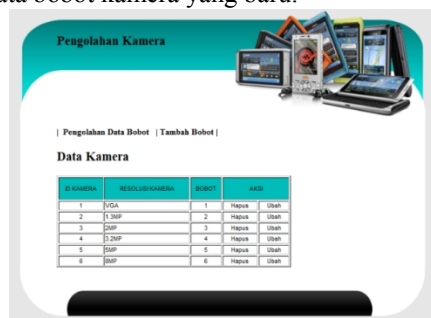 ata bobot kamera yang baru.
Pengolahan Kamera
| Pengolahan Data Bobot | Tambah Bobot |
Data Kamera
ID KAMERA RESOLUSI KAMERA BOBOT AKSI
1 VGA 1 Hapus Ubah
2 1.3MP 2 Hapus Ubah
3 2MP 3 Hapus Ubah
4 3.2MP 4 Hapus Ubah
5 5MP 5 Hapus Ubah
6 8MP 6 Hapus Ubah